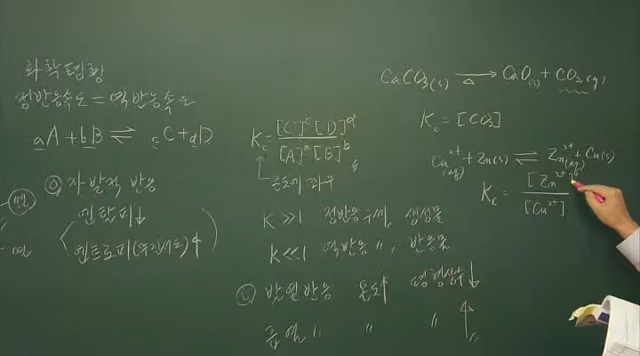 화학평형
정반응속도 = 역반응속도
aA + bB ⇌ cC + dD
Kc = [C]^c [D]^d / [A]^a [B]^b
자발적 반응
엔탈피↓
엔트로피(무질서도)↑
K ≫ 1 정반응우세, 생성물
K ≪ 1 역반응 〃, 반응물
발열반응 온도↑ 평형상수↓
흡열 〃 〃 〃 ↑
CaCO3(s) →△ CaO(s) + CO2(g)
Kc = [CO2]
Cu²⁺(aq) + Zn(s) ⇌ Zn²⁺(aq) + Cu(s)
Kc = [Zn²⁺] / [Cu²⁺]